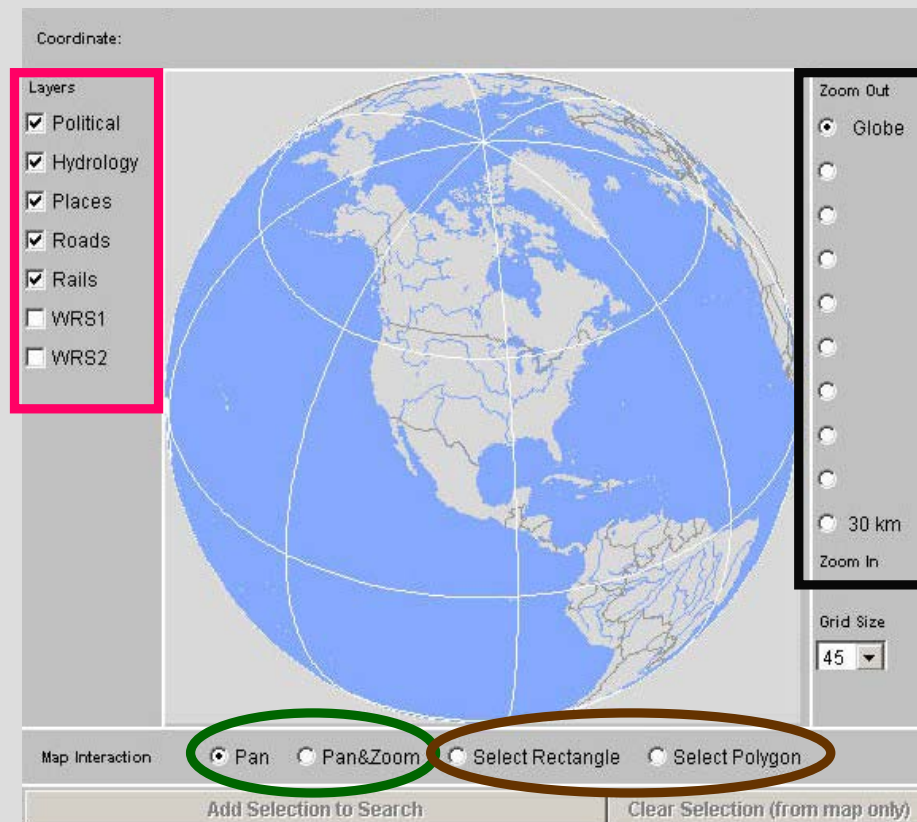 Coordinate:
Layers
Political
Hydrology
Places
Roads
Rails
WRS1
WRS2
Zoom Out
Globe
30 km
Zoom In
Grid Size
45
Map Interaction
Pan
Pan&Zoom
Select Rectangle
Select Polygon
Add Selection to Search
Clear Selection (from map only)